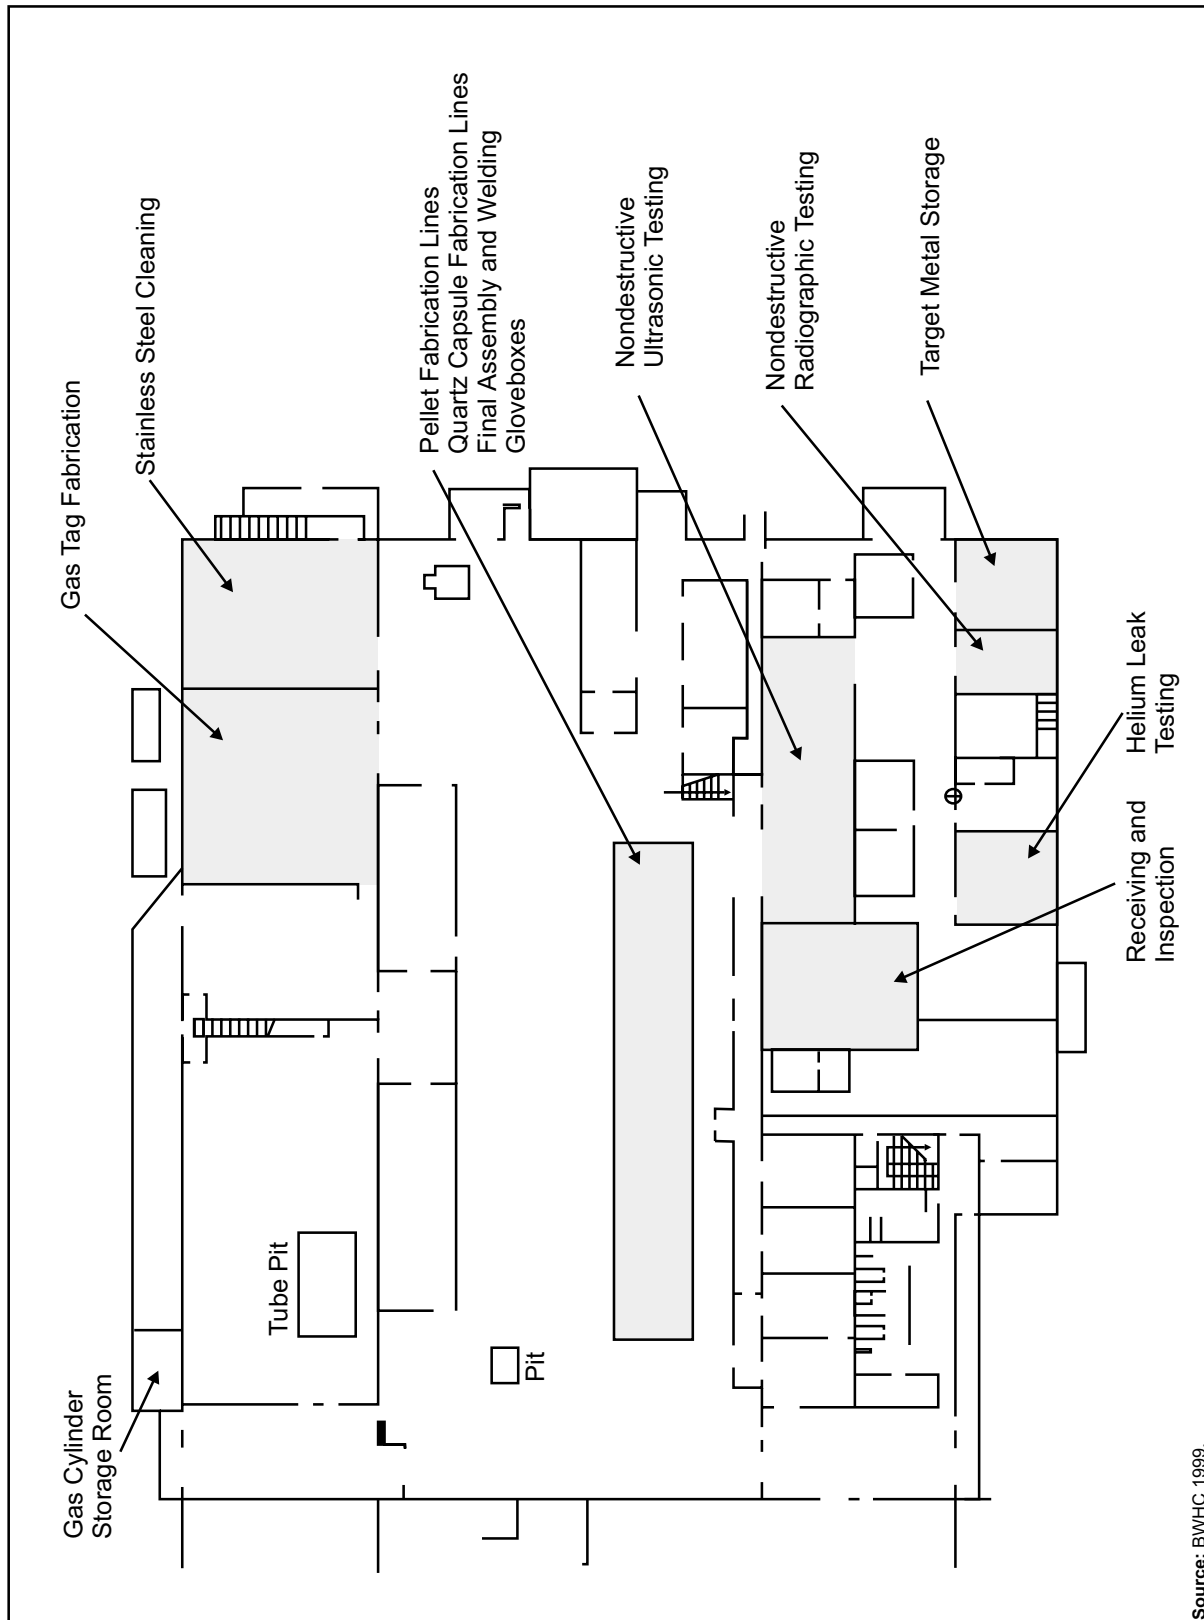 Gas Cylinder
Storage Room
Gas Tag Fabrication
Stainless Steel Cleaning
Tube Pit
Pellet Fabrication Lines
Quartz Capsule Fabrication Lines
Final Assembly and Welding
Gloveboxes
Pit
Nondestructive
Ultrasonic Testing
Nondestructive
Radiographic Testing
Target Metal Storage
Receiving and
Inspection
Helium Leak
Testing
Source: BWHC 1999.